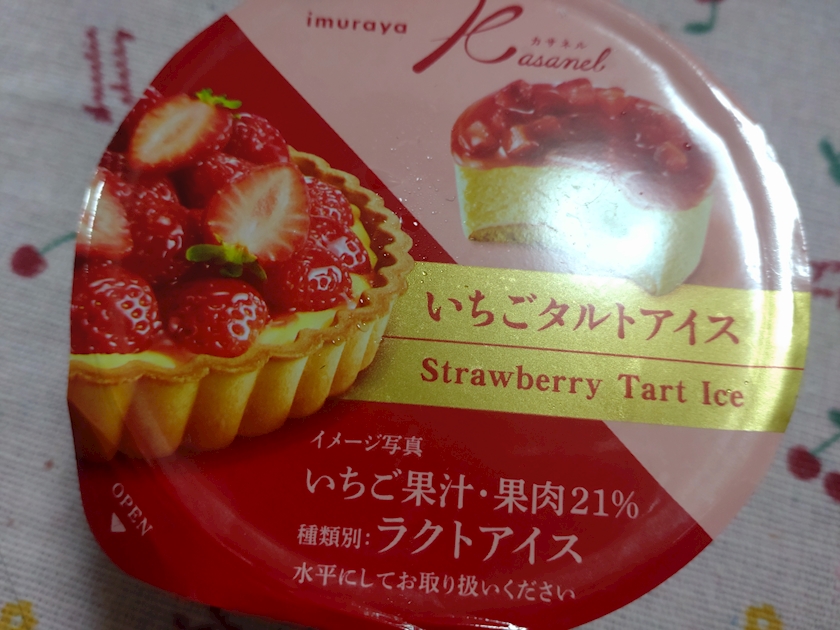 imuraya
カサネル
Kasanel
いちごタルトアイス
Strawberry Tart Ice
イメージ写真
いちご果汁・果肉21%
種類別:ラクトアイス
水平にしてお取り扱いください
OPEN